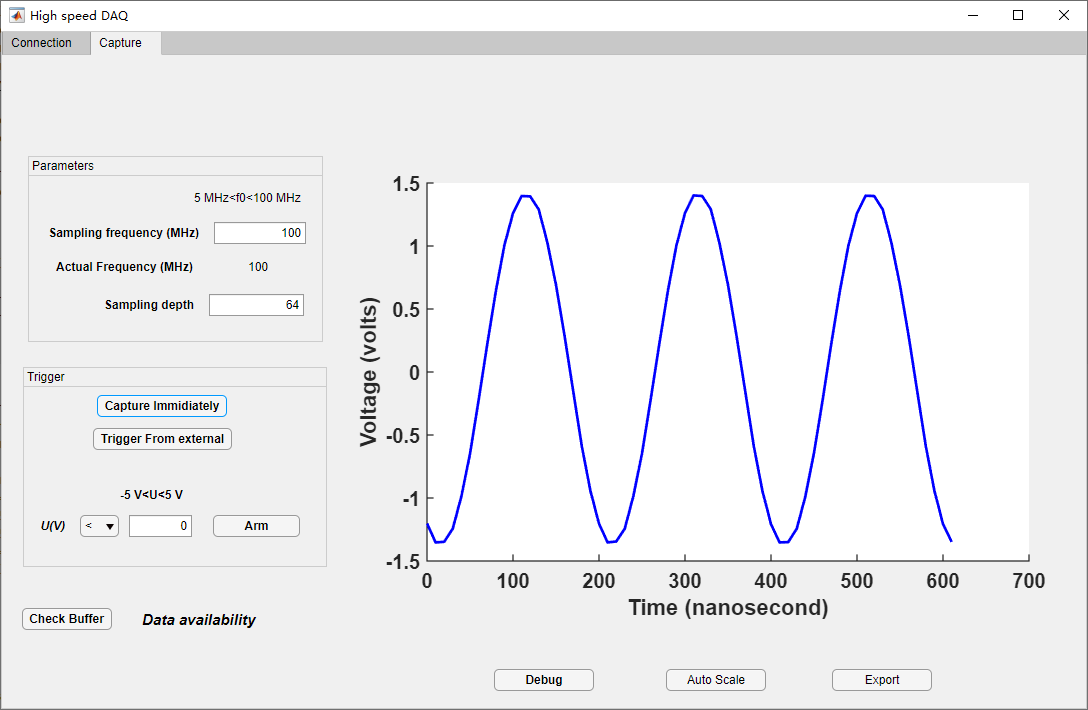 High speed DAQ
Connection Capture
Parameters
5 MHz<f0<100 MHz
Sampling frequency (MHz) 100
Actual Frequency (MHz) 100
Sampling depth 64
Trigger
Capture Immidiately
Trigger From external
-5 V<U<5 V
U(V) < 0 Arm
Check Buffer Data availability
1.5
1
0.5
0
-0.5
-1
-1.5
Voltage (volts)
0 100 200 300 400 500 600 700
Time (nanosecond)
Debug Auto Scale Export